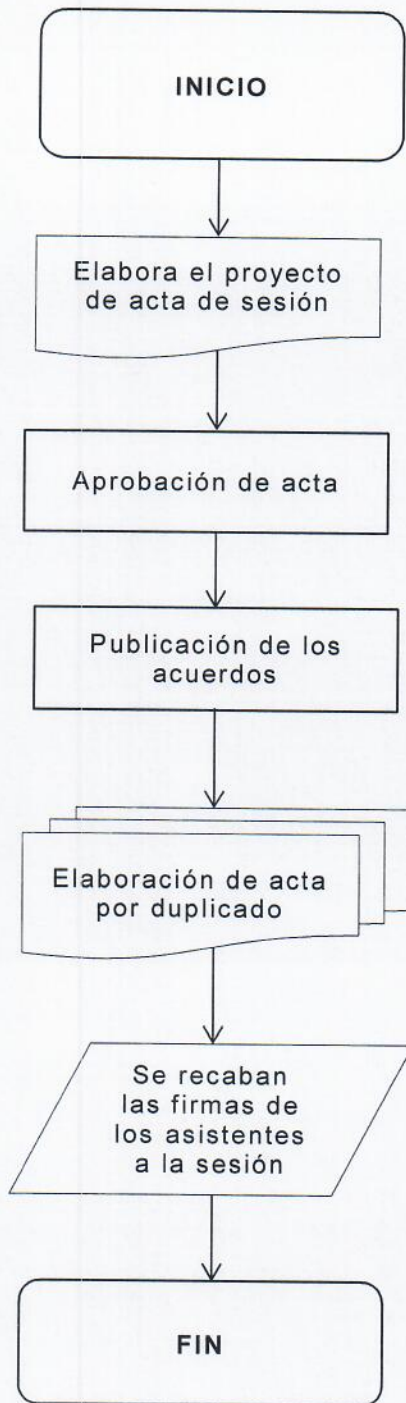 INICIO
Elabora el proyecto
de acta de sesión
Aprobación de acta
Publicación de los
acuerdos
Elaboración de acta
por duplicado
Se recaban
las firmas de
los asistentes
a la sesión
FIN